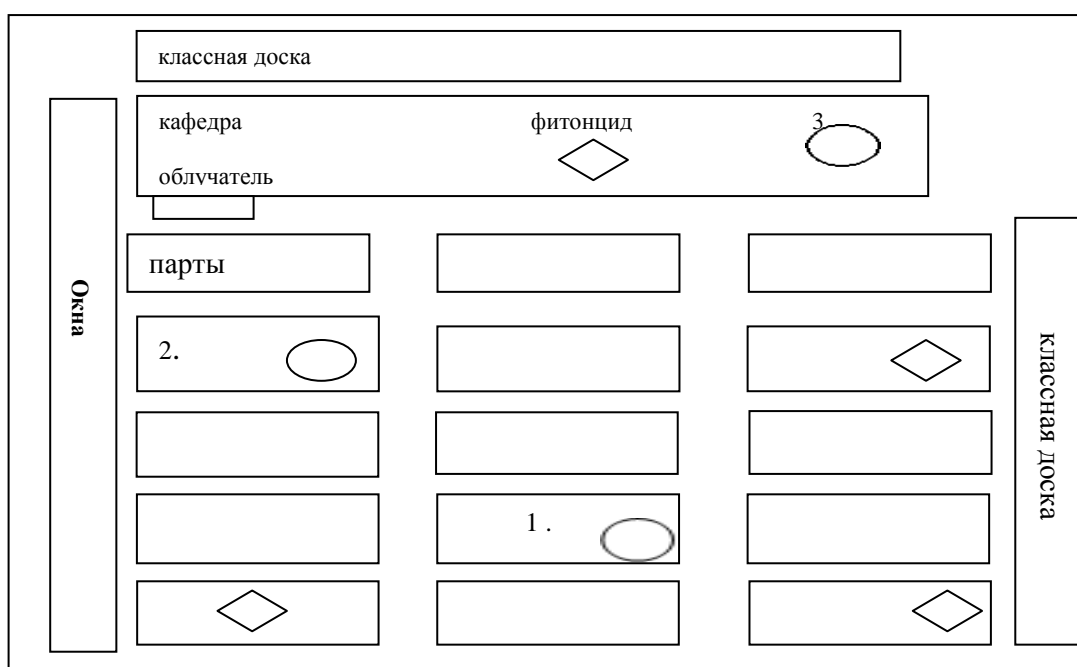 классная доска
кафедра фитонцид 3
облучатель
Окна
парты
2.
классная доска
1 .